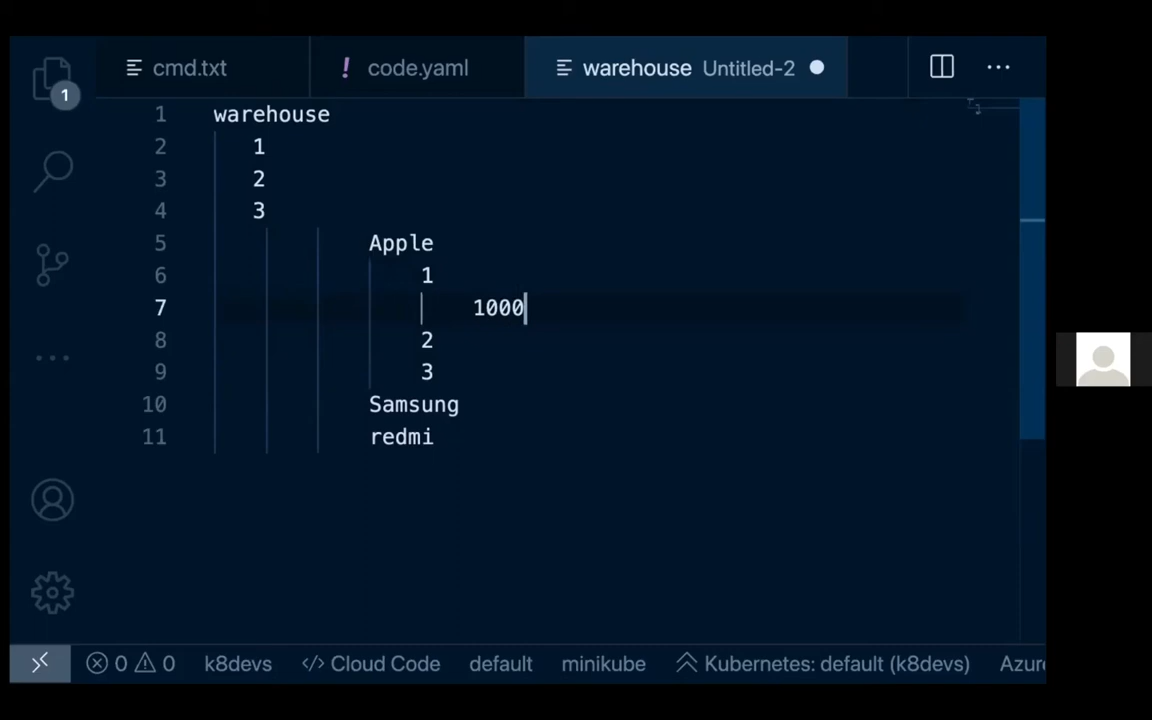 cmd.txt
! code.yaml
warehouse Untitled-2
1
1 warehouse
2 1
3 2
4 3
5 Apple
6 1
7 1000
8 2
9 3
10 Samsung
11 redmi
0 0 k8devs </> Cloud Code default minikube Kubernetes: default (k8devs) Azure